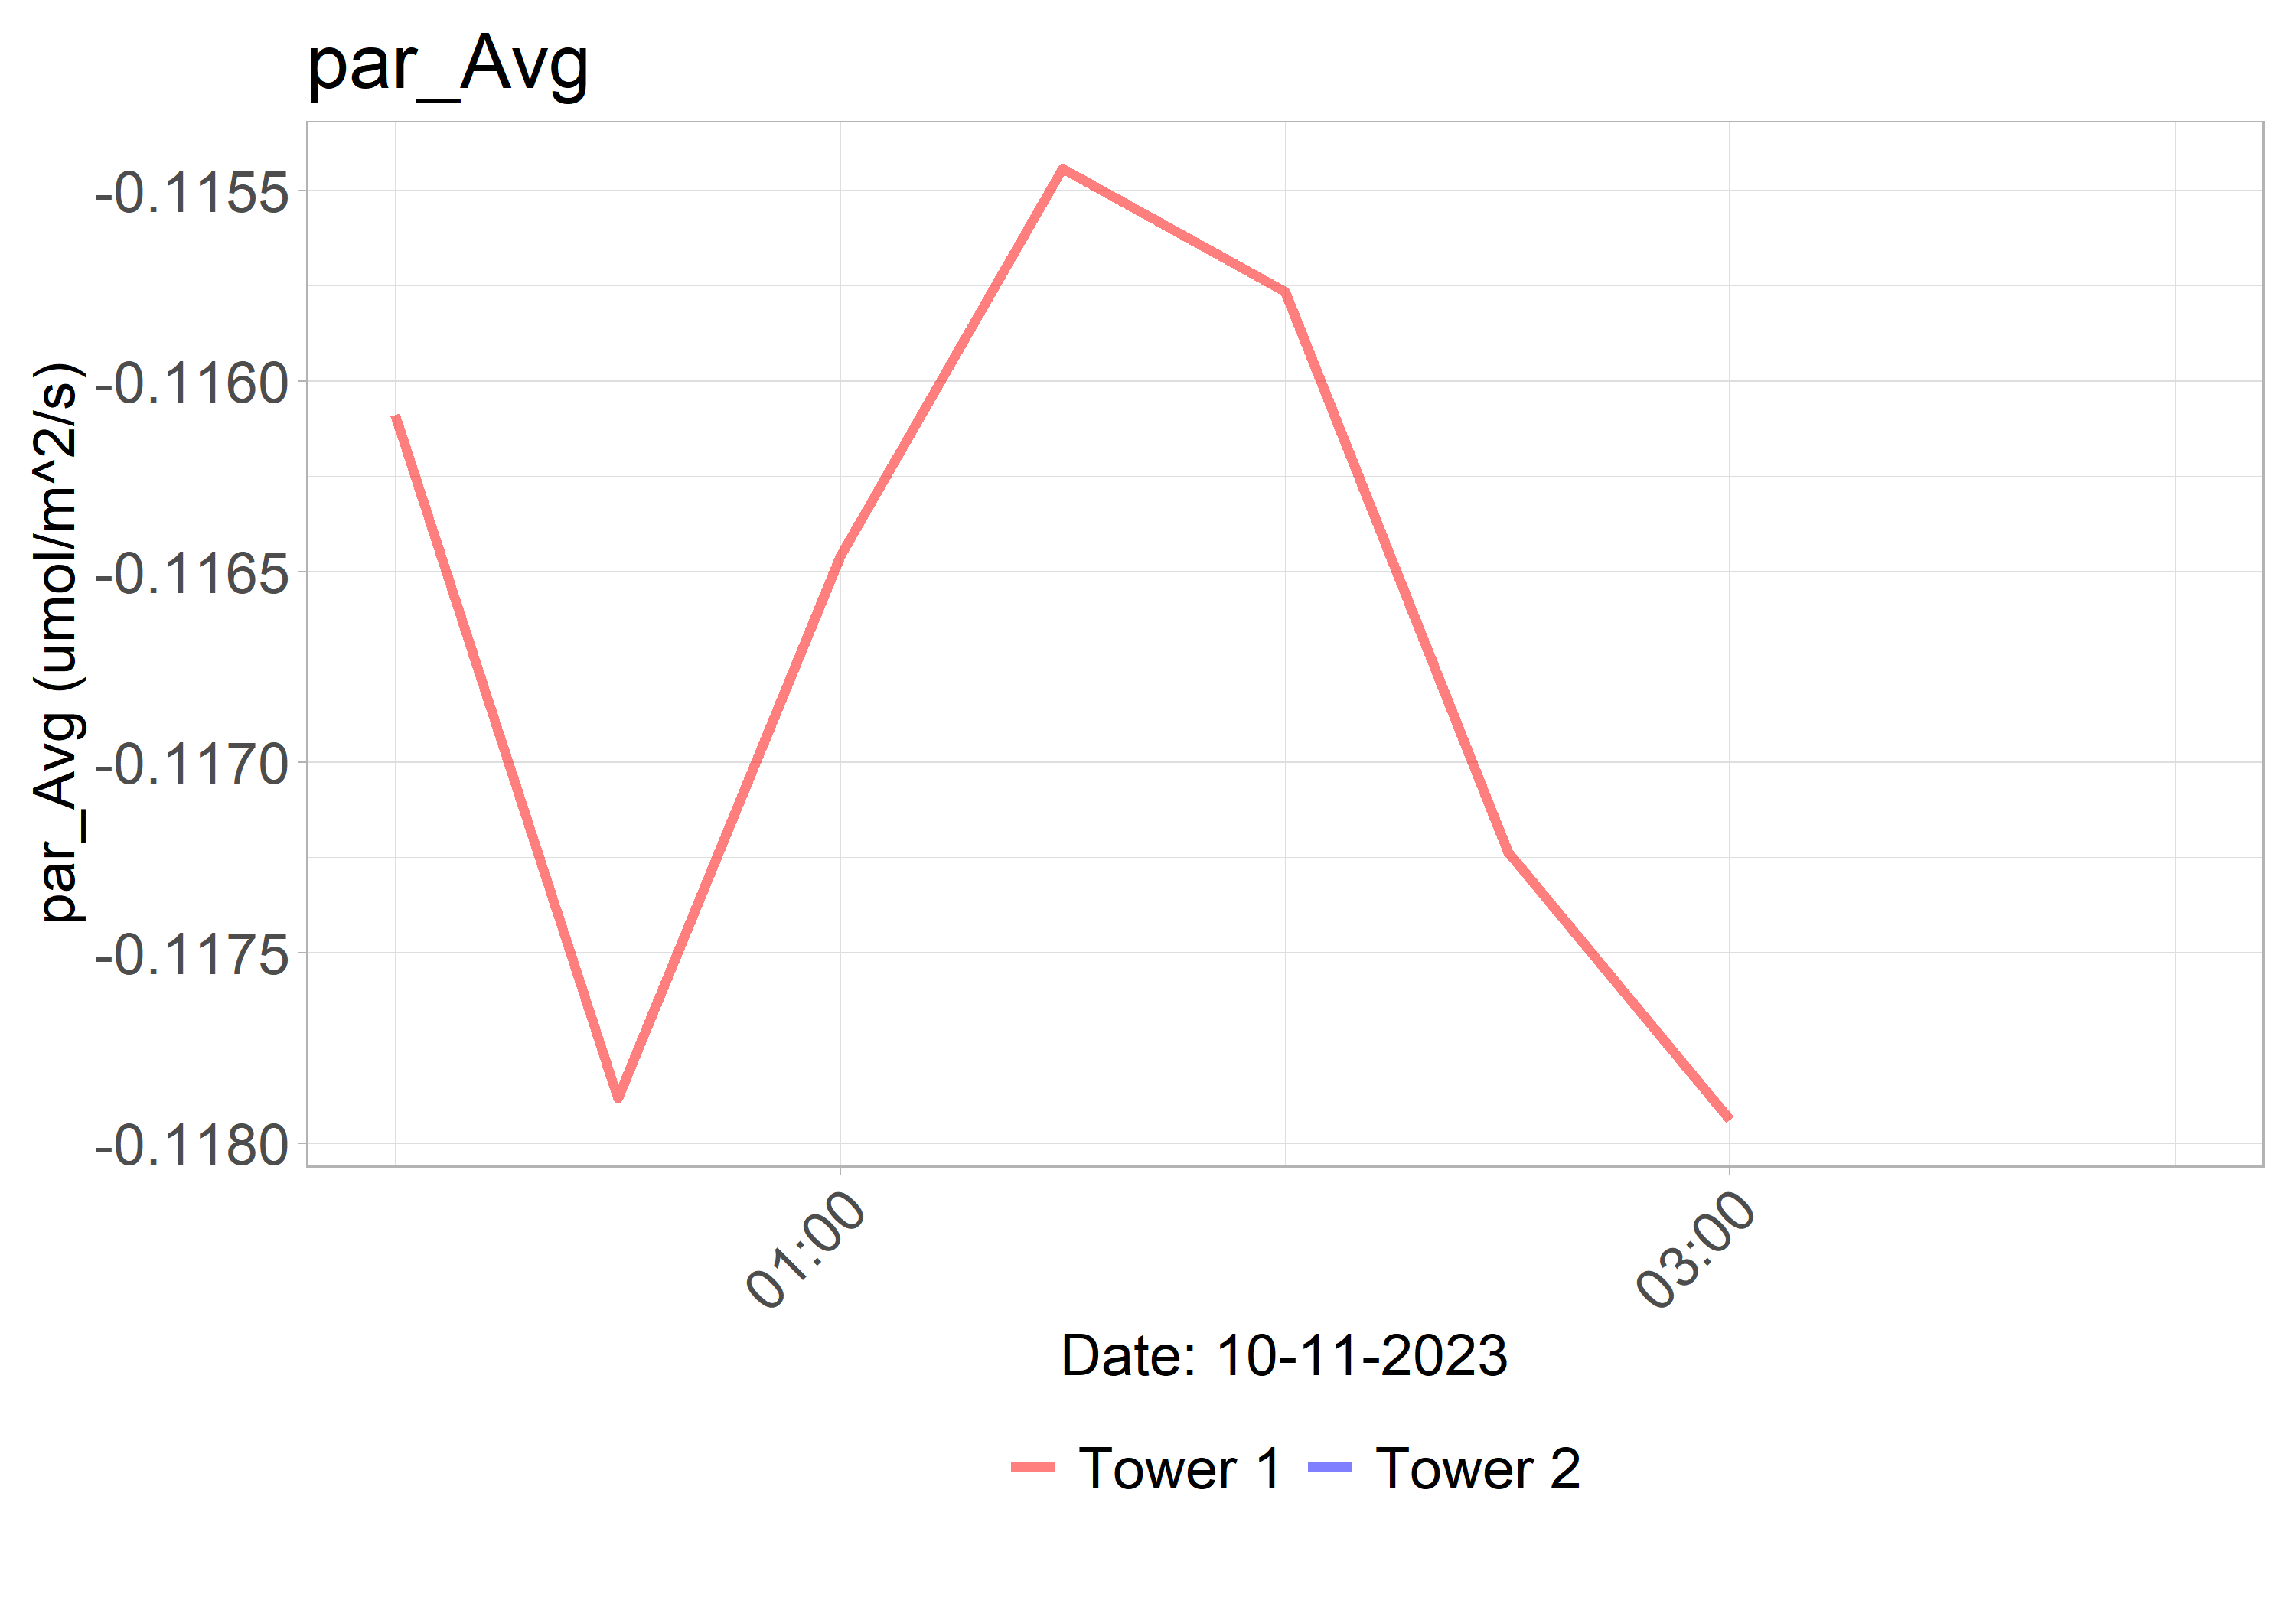 par_Avg
par_Avg (umol/m^2/s)
-0.1155
-0.1160
-0.1165
-0.1170
-0.1175
-0.1180
01:00
03:00
Date: 10-11-2023
Tower 1 Tower 2